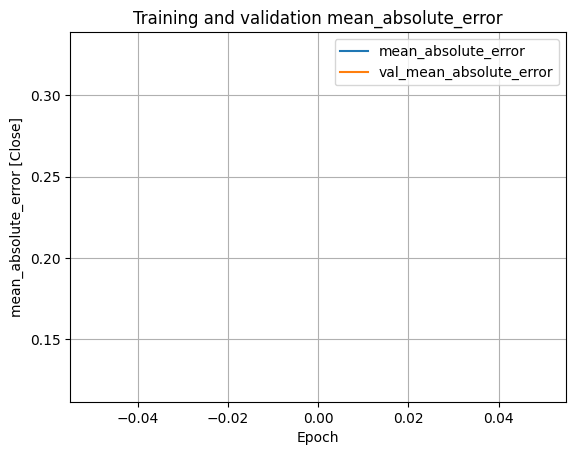 Training and validation mean_absolute_error
mean_absolute_error
val_mean_absolute_error
mean_absolute_error [Close]
0.30
0.25
0.20
0.15
−0.04 −0.02 0.00 0.02 0.04
Epoch